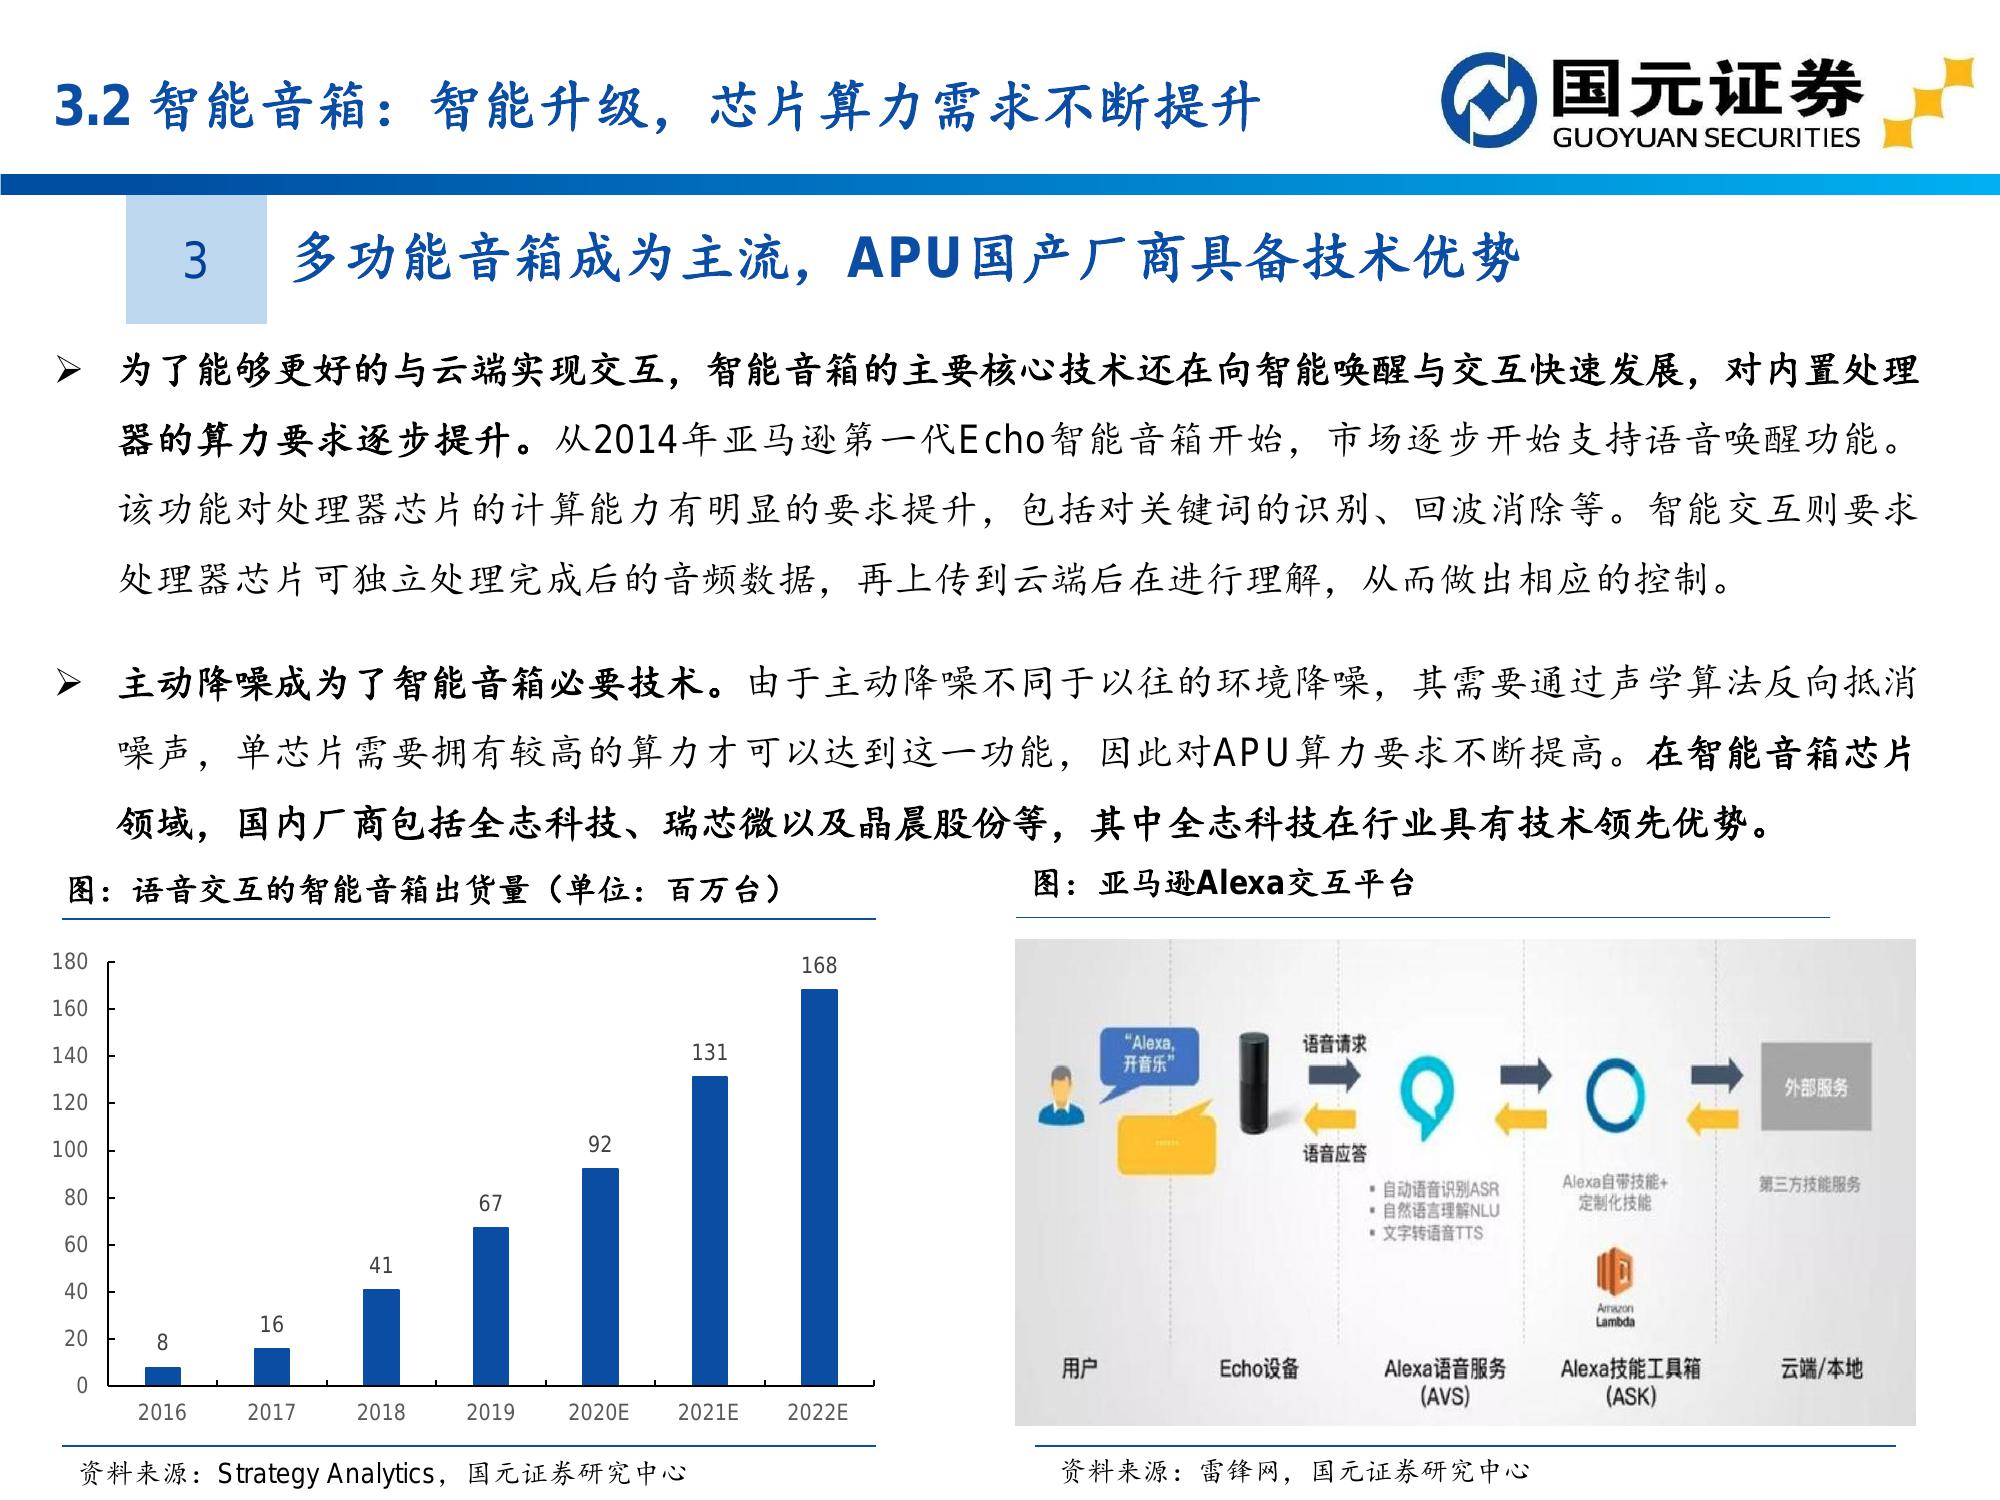 3.2 智能音箱：智能升级，芯片算力需求不断提升
国元证券
GUOYUAN SECURITIES
3
多功能音箱成为主流，APU国产厂商具备技术优势
➢ 为了能够更好的与云端实现交互，智能音箱的主要核心技术还在向智能唤醒与交互快速发展，对内置处理
器的算力要求逐步提升。从2014年亚马逊第一代Echo智能音箱开始，市场逐步开始支持语音唤醒功能。
该功能对处理器芯片的计算能力有明显的要求提升，包括对关键词的识别、回波消除等。智能交互则要求
处理器芯片可独立处理完成后的音频数据，再上传到云端后在进行理解，从而做出相应的控制。
➢ 主动降噪成为了智能音箱必要技术。由于主动降噪不同于以往的环境降噪，其需要通过声学算法反向抵消
噪声，单芯片需要拥有较高的算力才可以达到这一功能，因此对APU算力要求不断提高。在智能音箱芯片
领域，国内厂商包括全志科技、瑞芯微以及晶晨股份等，其中全志科技在行业具有技术领先优势。
图：语音交互的智能音箱出货量（单位：百万台）
180
160
140
120
100
80
60
40
20
0
8
16
41
67
92
131
168
2016
2017
2018
2019
2020E
2021E
2022E
资料来源：Strategy Analytics，国元证券研究中心
图：亚马逊Alexa交互平台
“Alexa,
开音乐”
......
语音请求
语音应答
外部服务
▪ 自动语音识别ASR
▪ 自然语言理解NLU
▪ 文字转语音TTS
Alexa自带技能+
定制化技能
第三方技能服务
Amazon
Lambda
用户
Echo设备
Alexa语音服务
(AVS)
Alexa技能工具箱
(ASK)
云端/本地
资料来源：雷锋网，国元证券研究中心